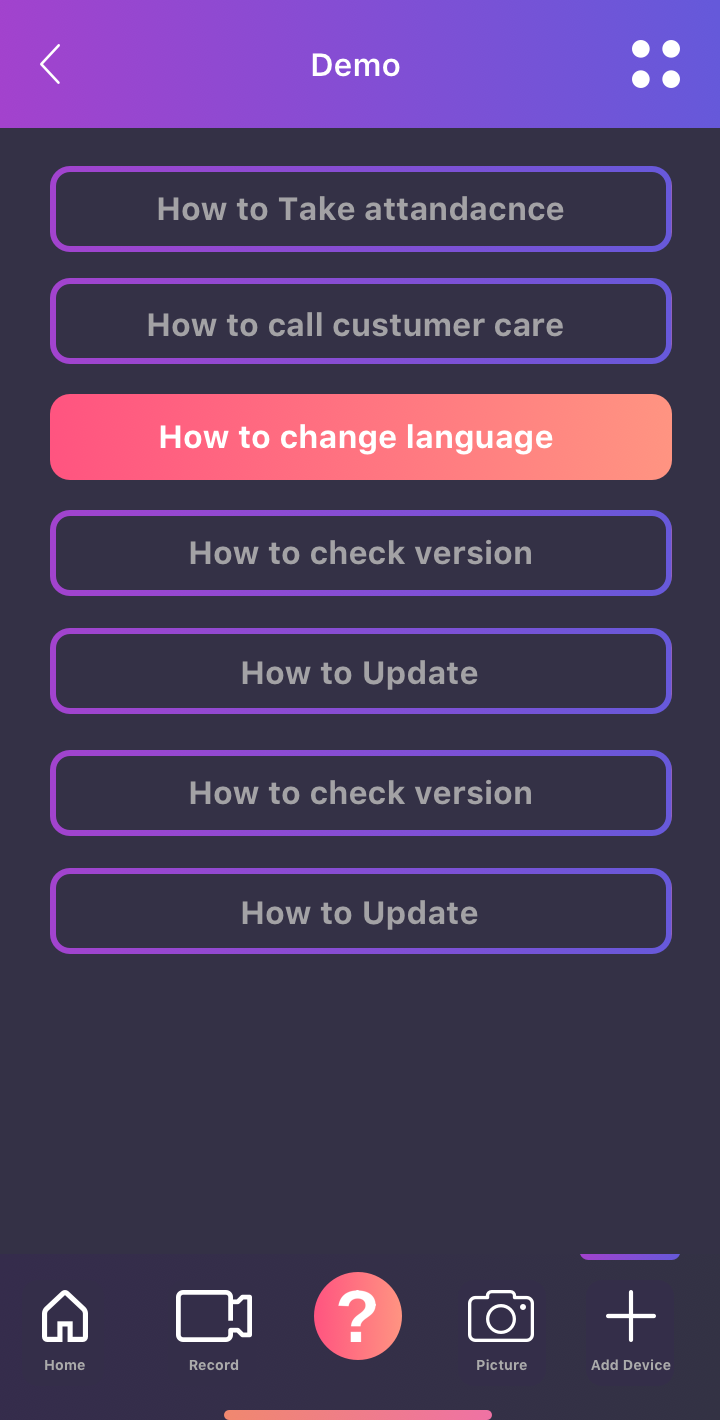 Demo
How to Take attandacnce
How to call custumer care
How to change language
How to check version
How to Update
How to check version
How to Update
?
Home
Record
Picture
Add Device